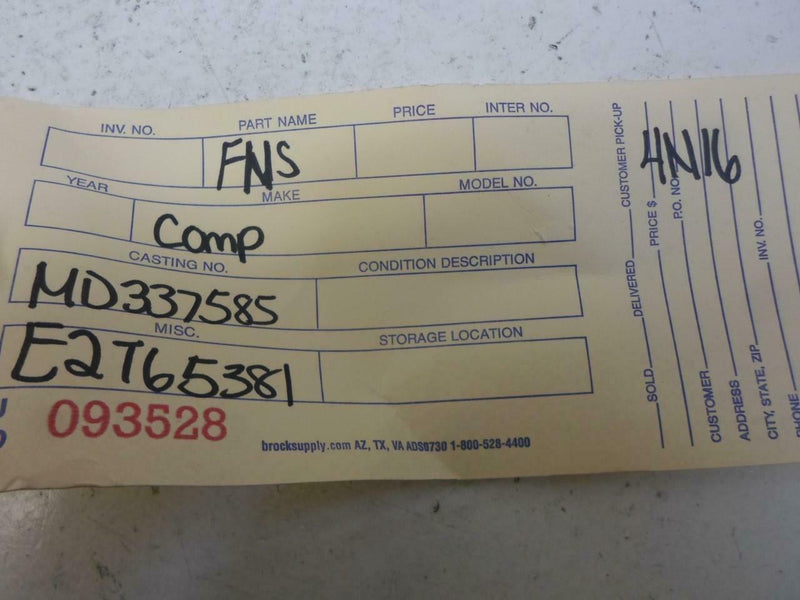 INV. NO. PART NAME PRICE INTER NO.
FNS
YEAR MAKE MODEL NO.
Comp
CASTING NO. CONDITION DESCRIPTION
MD337585
MISC. STORAGE LOCATION
E2T65381
093528
brocksupply.com AZ, TX, VA ADS0730 1-800-528-4400
SOLD DELIVERED CUSTOMER PICK-UP
PRICE $
4N16
P.O. NO.
CUSTOMER
ADDRESS
CITY, STATE, ZIP INV. NO.
PHONE